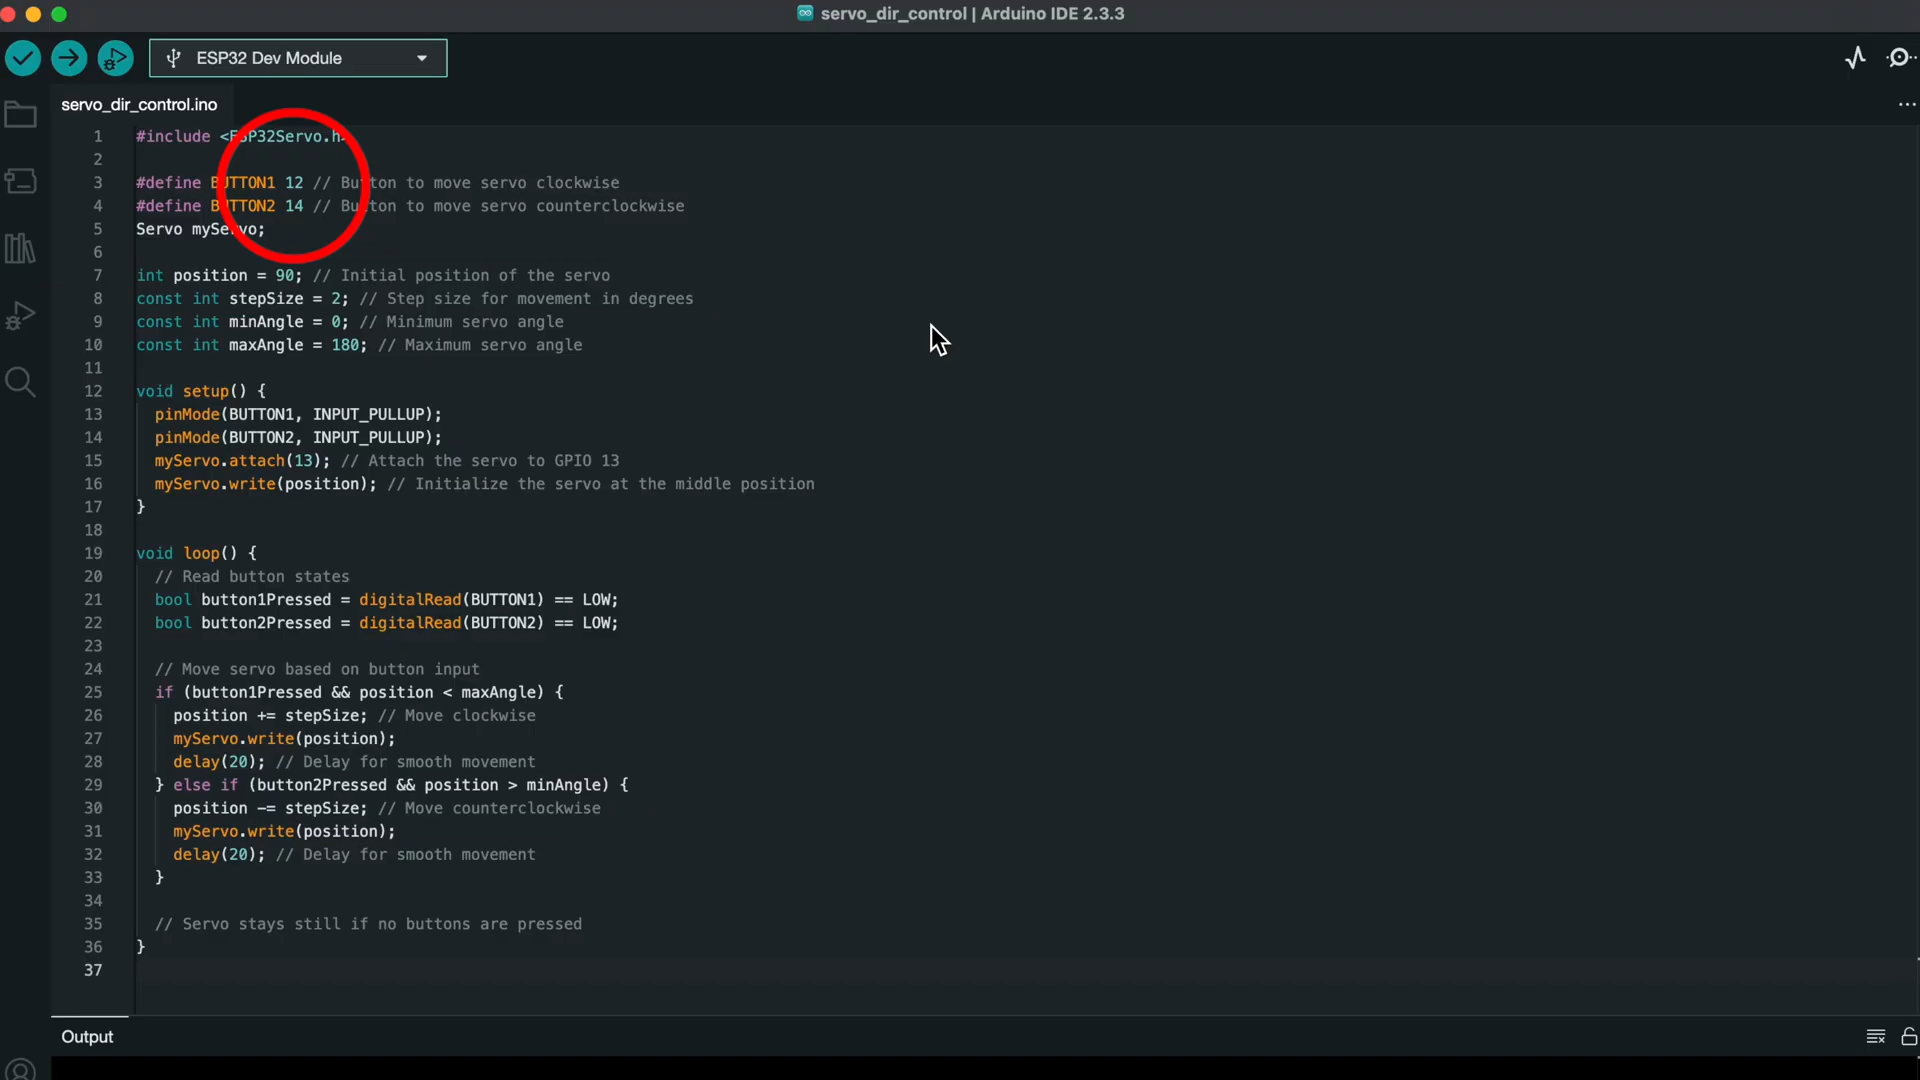 servo_dir_control | Arduino IDE 2.3.3
ESP32 Dev Module
servo_dir_control.ino
1 #include <ESP32Servo.h>
2
3 #define BUTTON1 12 // Button to move servo clockwise
4 #define BUTTON2 14 // Button to move servo counterclockwise
5 Servo myServo;
6
7 int position = 90; // Initial position of the servo
8 const int stepSize = 2; // Step size for movement in degrees
9 const int minAngle = 0; // Minimum servo angle
10 const int maxAngle = 180; // Maximum servo angle
11
12 void setup() {
13 pinMode(BUTTON1, INPUT_PULLUP);
14 pinMode(BUTTON2, INPUT_PULLUP);
15 myServo.attach(13); // Attach the servo to GPIO 13
16 myServo.write(position); // Initialize the servo at the middle position
17 }
18
19 void loop() {
20 // Read button states
21 bool button1Pressed = digitalRead(BUTTON1) == LOW;
22 bool button2Pressed = digitalRead(BUTTON2) == LOW;
23
24 // Move servo based on button input
25 if (button1Pressed && position < maxAngle) {
26 position += stepSize; // Move clockwise
27 myServo.write(position);
28 delay(20); // Delay for smooth movement
29 } else if (button2Pressed && position > minAngle) {
30 position -= stepSize; // Move counterclockwise
31 myServo.write(position);
32 delay(20); // Delay for smooth movement
33 }
34
35 // Servo stays still if no buttons are pressed
36 }
37
Output